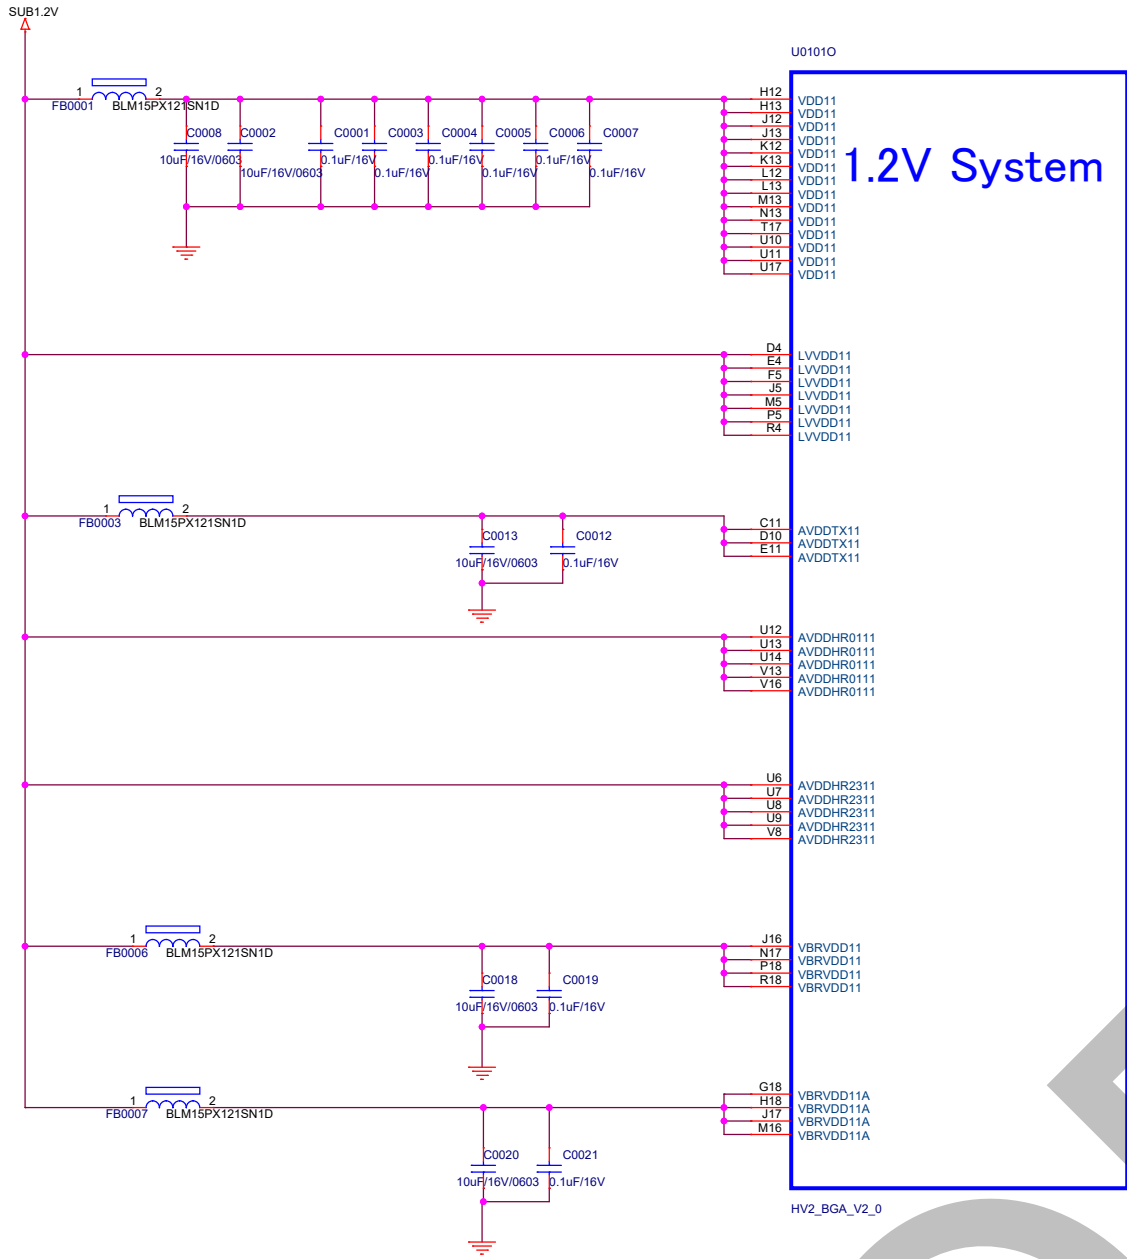 SUB1.2V
U0101O
1 2
FB0001 BLM15PX121SN1D
C0008 C0002 C0001 C0003 C0004 C0005 C0006 C0007
10uF/16V/0603 0.1uF/16V 0.1uF/16V 0.1uF/16V
10uF/16V/0603 0.1uF/16V 0.1uF/16V 0.1uF/16V
H12 VDD11
H13 VDD11
J12 VDD11
J13 VDD11
K12 VDD11
K13 VDD11
L12 VDD11
L13 VDD11
M13 VDD11
N13 VDD11
T17 VDD11
U10 VDD11
U11 VDD11
U17 VDD11
1.2V System
D4 LVVDD11
E4 LVVDD11
F5 LVVDD11
J5 LVVDD11
M5 LVVDD11
P5 LVVDD11
R4 LVVDD11
1 2
FB0003 BLM15PX121SN1D
C0013 C0012
10uF/16V/0603 0.1uF/16V
C11 AVDDTX11
D10 AVDDTX11
E11 AVDDTX11
U12 AVDDHR0111
U13 AVDDHR0111
U14 AVDDHR0111
V13 AVDDHR0111
V16 AVDDHR0111
U6 AVDDHR2311
U7 AVDDHR2311
U8 AVDDHR2311
U9 AVDDHR2311
V8 AVDDHR2311
1 2
FB0006 BLM15PX121SN1D
C0018 C0019
10uF/16V/0603 0.1uF/16V
J16 VBRVDD11
N17 VBRVDD11
P18 VBRVDD11
R18 VBRVDD11
1 2
FB0007 BLM15PX121SN1D
C0020 C0021
10uF/16V/0603 0.1uF/16V
G18 VBRVDD11A
H18 VBRVDD11A
J17 VBRVDD11A
M16 VBRVDD11A
HV2_BGA_V2_0